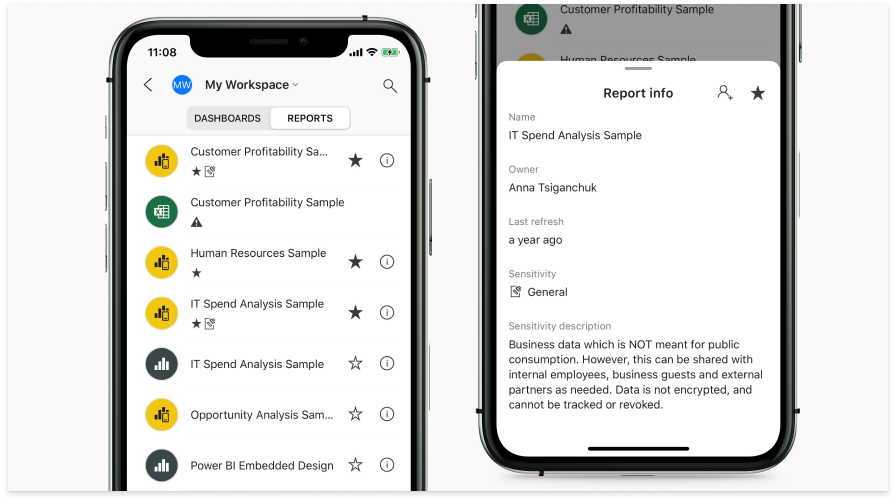 11:08
MW
My Workspace
DASHBOARDS
REPORTS
Customer Profitability Sa...
Customer Profitability Sample
Human Resources Sample
IT Spend Analysis Sample
IT Spend Analysis Sample
Opportunity Analysis Sam...
Power BI Embedded Design
Customer Profitability Sample
Human Resources Sample
Report info
Name
IT Spend Analysis Sample
Owner
Anna Tsiganchuk
Last refresh
a year ago
Sensitivity
General
Sensitivity description
Business data which is NOT meant for public
consumption. However, this can be shared with
internal employees, business guests and external
partners as needed. Data is not encrypted, and
cannot be tracked or revoked.